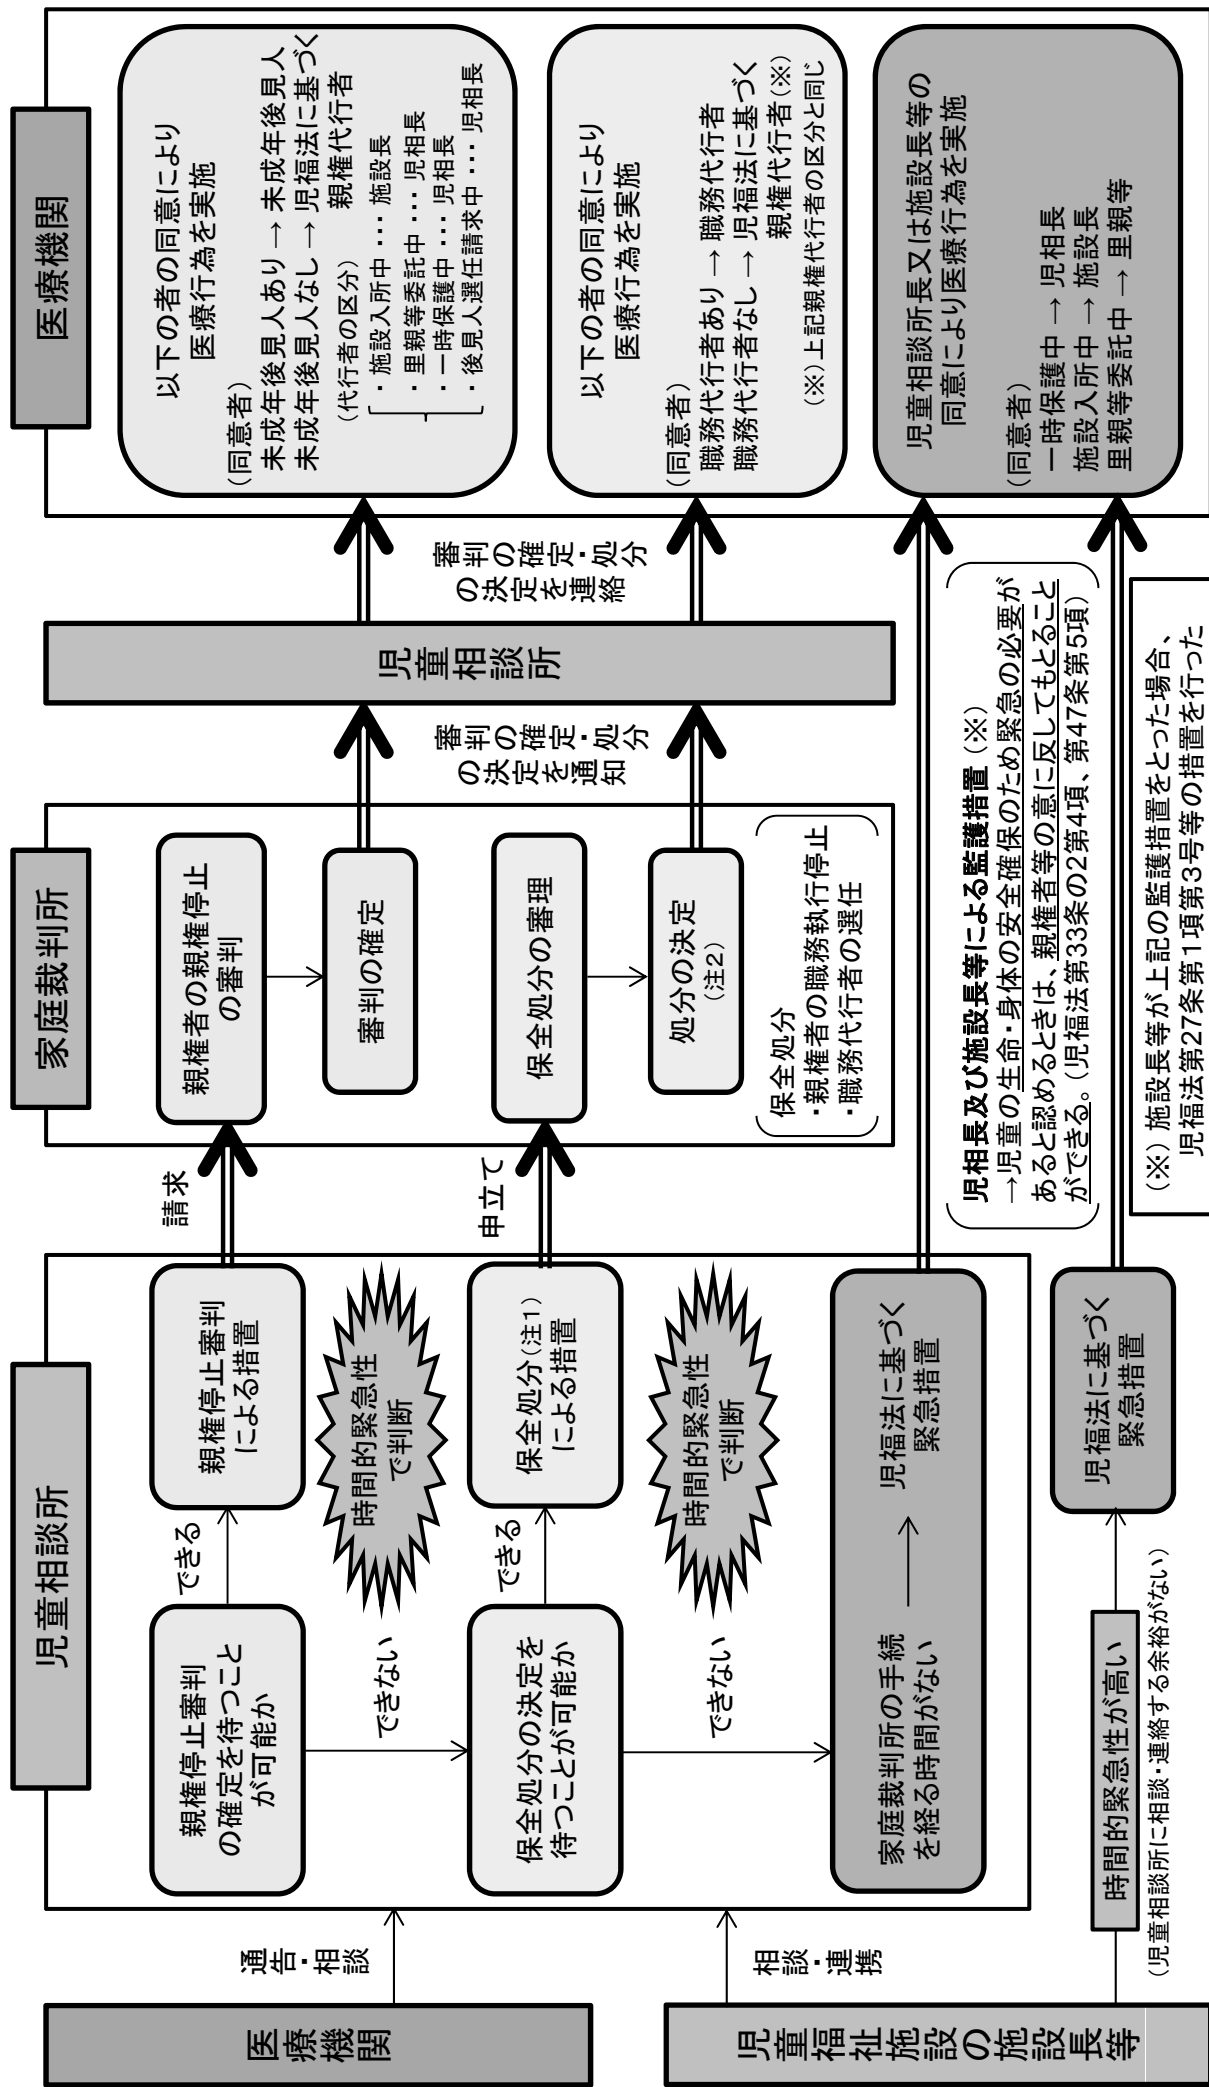 医療機関
児童福祉施設の施設長等
通告・相談
相談・連携
児童相談所
親権停止審判
の確定を待つこと
が可能か
できる
親権停止審判
による措置
できない
時間的緊急性
で判断
保全処分の決定を
待つことが可能か
できる
保全処分(注1)
による措置
できない
時間的緊急性
で判断
家庭裁判所の手続
を経る時間がない
児福法に基づく
緊急措置
時間的緊急性が高い
(児童相談所に相談・連絡する余裕がない)
児福法に基づく
緊急措置
請求
申立て
家庭裁判所
親権者の親権停止
の審判
審判の確定
保全処分の審理
処分の決定
(注2)
保全処分
・親権者の職務執行停止
・職務代行者の選任
審判の確定・処分
の決定を通知
児童相談所
審判の確定・処分
の決定を連絡
児相長及び施設長等による監護措置(※)
→児童の生命・身体の安全確保のため緊急の必要が
あると認めるときは、親権者等の意に反してもとること
ができる。(児福法第33条の2第4項、第47条第5項)
(※)施設長等が上記の監護措置をとった場合、
児福法第27条第1項第3号等の措置を行った
医療機関
以下の者の同意により
医療行為を実施
(同意者)
未成年後見人あり → 未成年後見人
未成年後見人なし → 児福法に基づく
親権代行者
(代行者の区分)
・施設入所中・・・施設長
・里親等委託中・・・児相長
・一時保護中・・・児相長
・後見人選任請求中・・・児相長
以下の者の同意により
医療行為を実施
(同意者)
職務代行者あり → 職務代行者
職務代行者なし → 児福法に基づく
親権代行者(※)
(※)上記親権代行者の区分と同じ
児童相談所長又は施設長等の
同意により医療行為を実施
(同意者)
一時保護中 → 児相長
施設入所中 → 施設長
里親等委託中 → 里親等